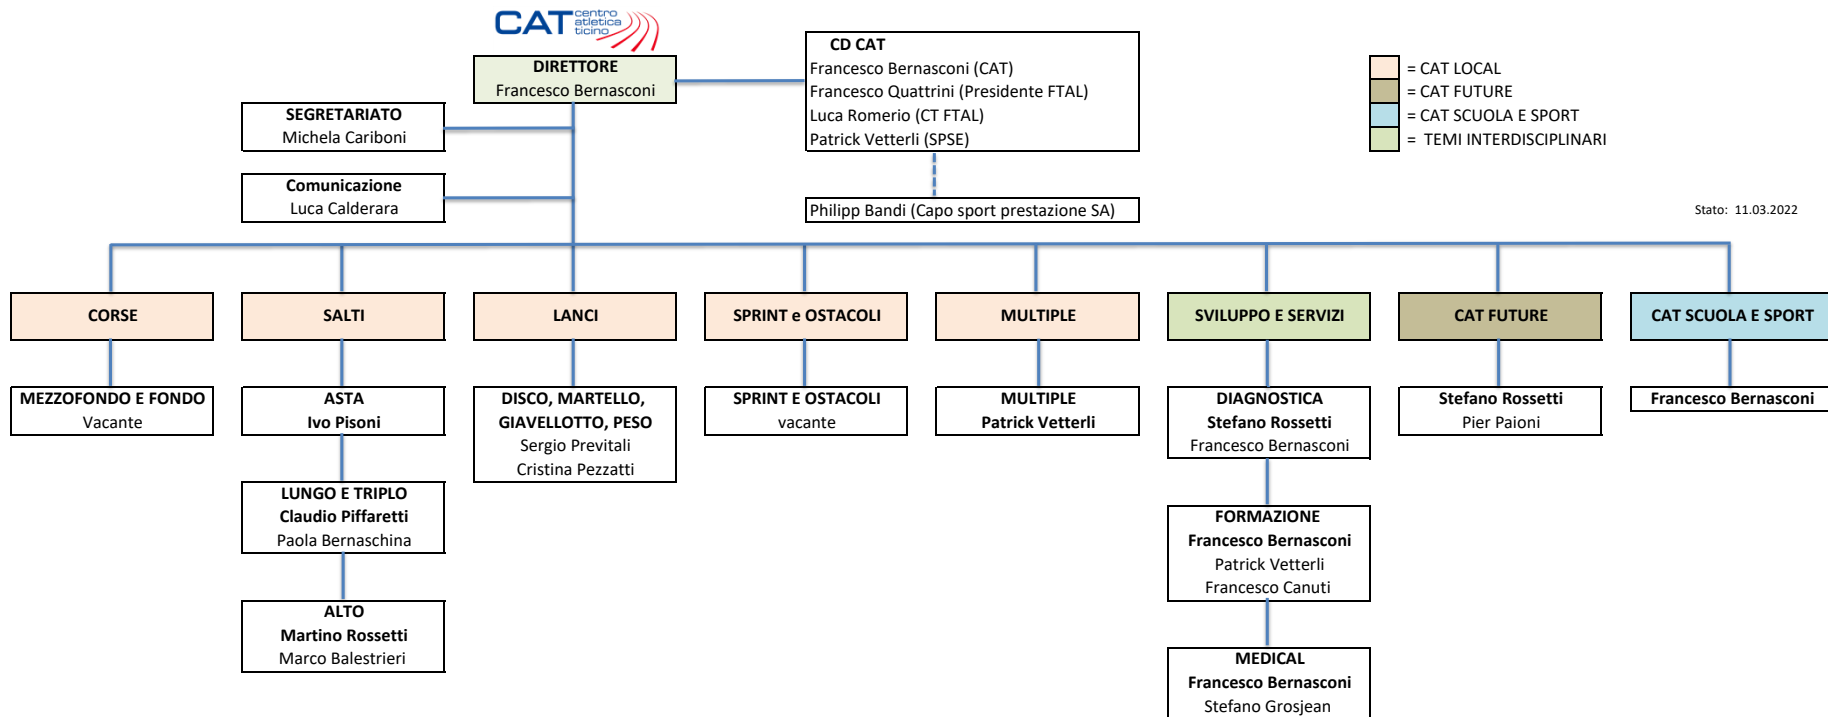 CAT centro
atletica
ticino
DIRETTORE
Francesco Bernasconi
CD CAT
Francesco Bernasconi (CAT)
Francesco Quattrini (Presidente FTAL)
Luca Romerio (CT FTAL)
Patrick Vetterli (SPSE)
= CAT LOCAL
= CAT FUTURE
= CAT SCUOLA E SPORT
= TEMI INTERDISCIPLINARI
SEGRETARIATO
Michela Cariboni
Comunicazione
Luca Calderara
Philipp Bandi (Capo sport prestazione SA)
Stato: 11.03.2022
CORSE
SALTI
LANCI
SPRINT e OSTACOLI
MULTIPLE
SVILUPPO E SERVIZI
CAT FUTURE
CAT SCUOLA E SPORT
MEZZOFONDO E FONDO
Vacante
ASTA
Ivo Pisoni
DISCO, MARTELLO,
GIAVELLOTTO, PESO
Sergio Previtali
Cristina Pezzatti
SPRINT E OSTACOLI
vacante
MULTIPLE
Patrick Vetterli
DIAGNOSTICA
Stefano Rossetti
Francesco Bernasconi
Stefano Rossetti
Pier Paioni
Francesco Bernasconi
LUNGO E TRIPLO
Claudio Piffaretti
Paola Bernaschina
FORMAZIONE
Francesco Bernasconi
Patrick Vetterli
Francesco Canuti
ALTO
Martino Rossetti
Marco Balestrieri
MEDICAL
Francesco Bernasconi
Stefano Grosjean